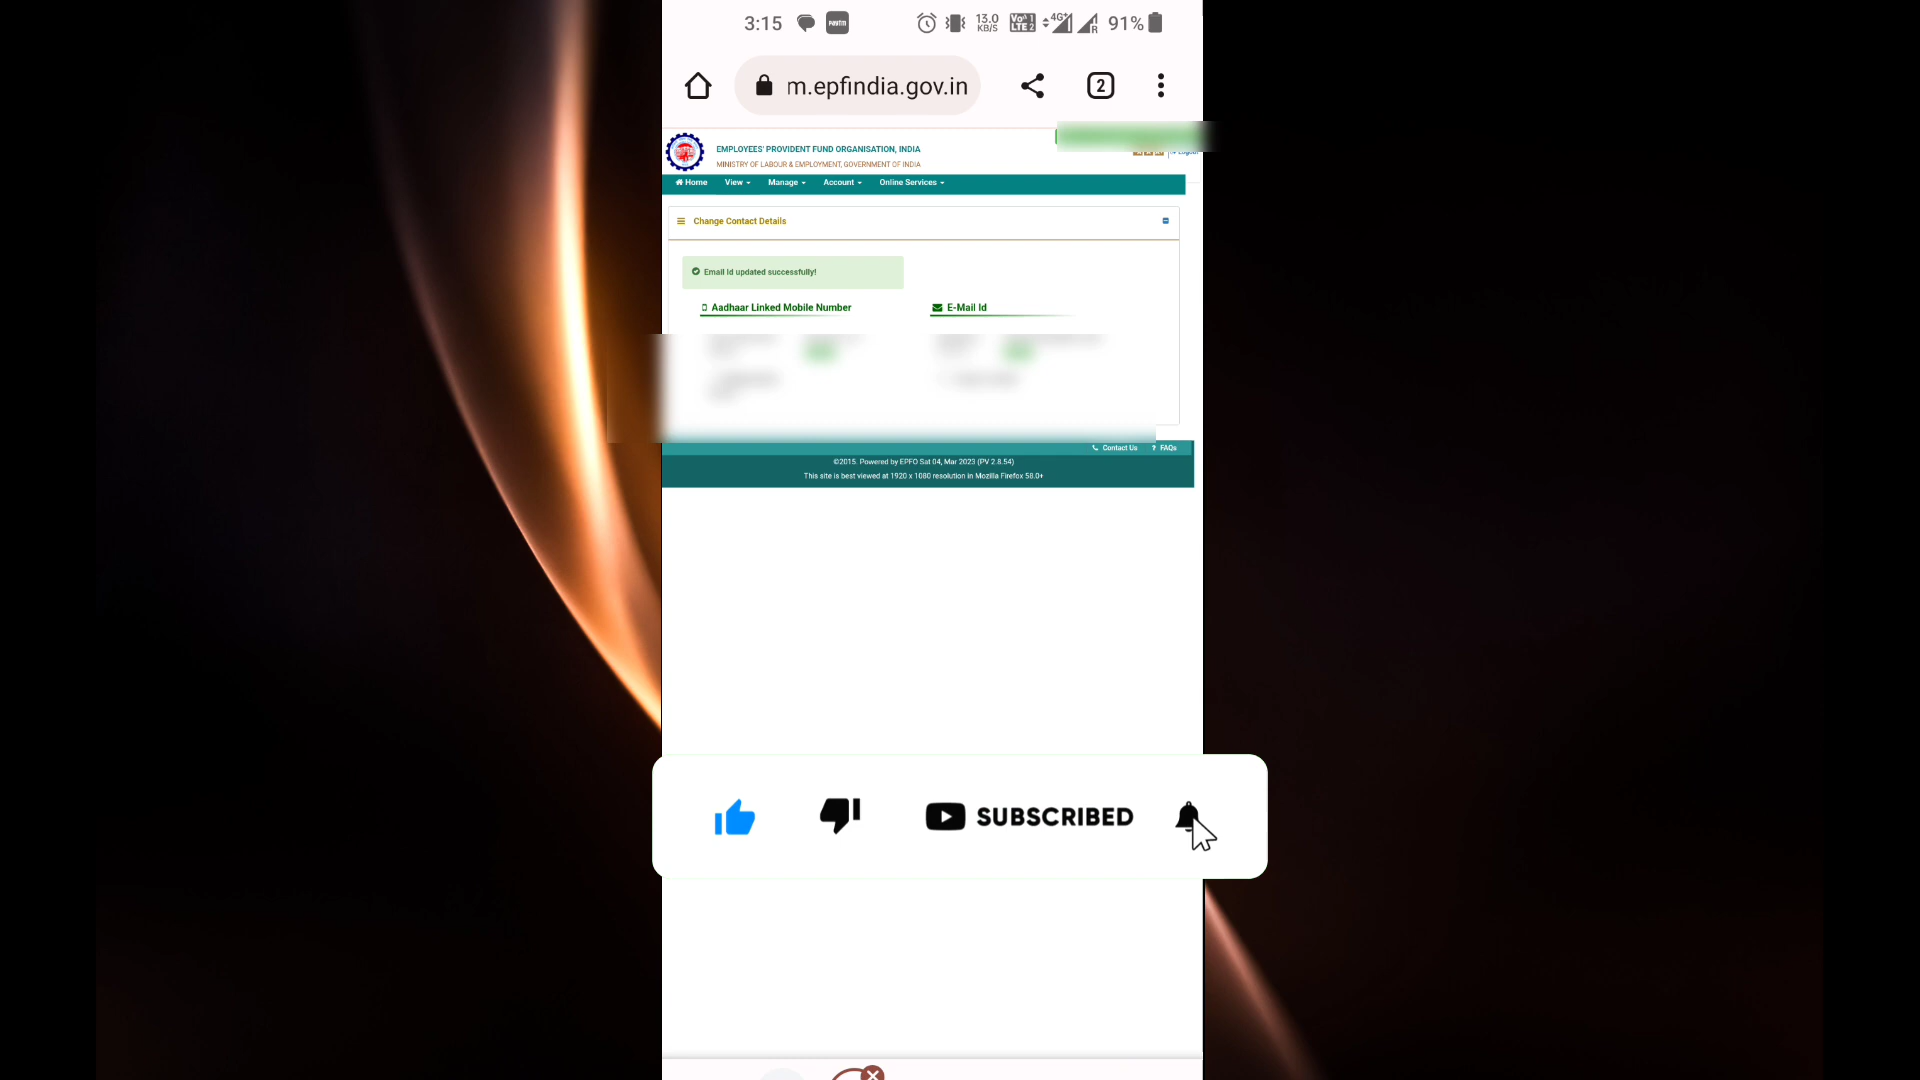 3:15
paytm
13.0
KB/S
4G+
R
91%
m.epfindia.gov.in
2
EMPLOYEES' PROVIDENT FUND ORGANISATION, INDIA
MINISTRY OF LABOUR & EMPLOYMENT, GOVERNMENT OF INDIA
Home View Manage Account Online Services
Change Contact Details
Email Id updated successfully!
Aadhaar Linked Mobile Number
E-Mail Id
Contact Us ? FAQs
©2015. Powered by EPFO Sat 04, Mar 2023 (PV 2.8.54)
This site is best viewed at 1920 x 1080 resolution in Mozilla Firefox 58.0+
SUBSCRIBED